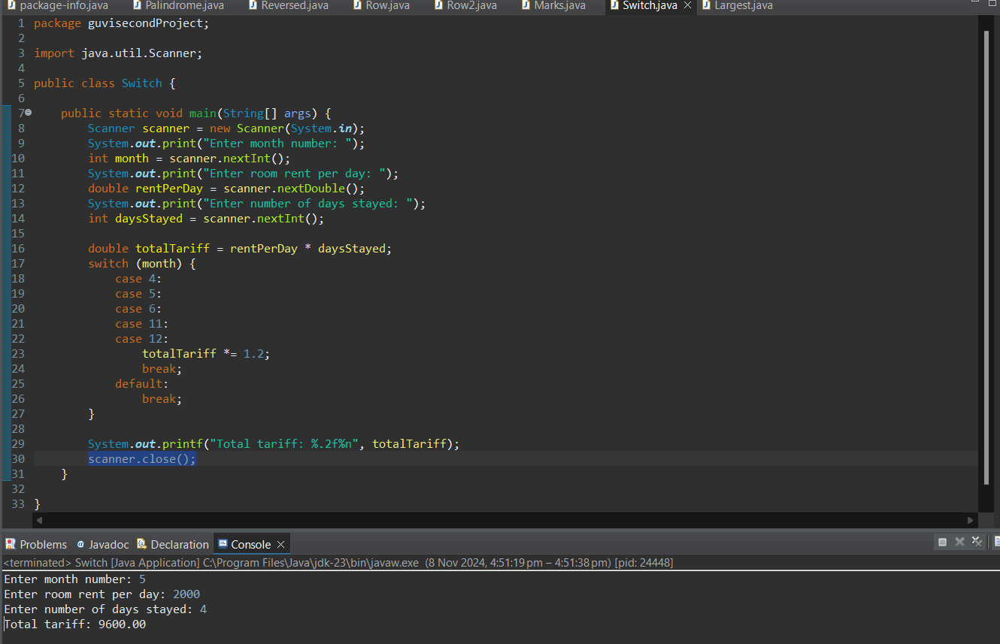 package-info.java Palindrome.java Reversed.java Row.java Row2.java Marks.java Switch.java Largest.java
1 package guvisecondProject;
2
3 import java.util.Scanner;
4
5 public class Switch {
6
7     public static void main(String[] args) {
8         Scanner scanner = new Scanner(System.in);
9         System.out.print("Enter month number: ");
10         int month = scanner.nextInt();
11         System.out.print("Enter room rent per day: ");
12         double rentPerDay = scanner.nextDouble();
13         System.out.print("Enter number of days stayed: ");
14         int daysStayed = scanner.nextInt();
15
16         double totalTariff = rentPerDay * daysStayed;
17         switch (month) {
18             case 4:
19             case 5:
20             case 6:
21             case 11:
22             case 12:
23                 totalTariff *= 1.2;
24                 break;
25             default:
26                 break;
27         }
28
29         System.out.printf("Total tariff: %.2f%n", totalTariff);
30         scanner.close();
31     }
32
33 }
Problems Javadoc Declaration Console
<terminated> Switch [Java Application] C:\Program Files\Java\jdk-23\bin\javaw.exe (8 Nov 2024, 4:51:19 pm – 4:51:38 pm) [pid: 24448]
Enter month number: 5
Enter room rent per day: 2000
Enter number of days stayed: 4
Total tariff: 9600.00